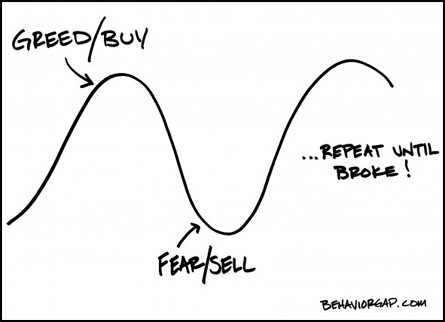 GREED/BUY
...REPEAT UNTIL
BROKE!
FEAR/SELL
BEHAVIORGAP.COM